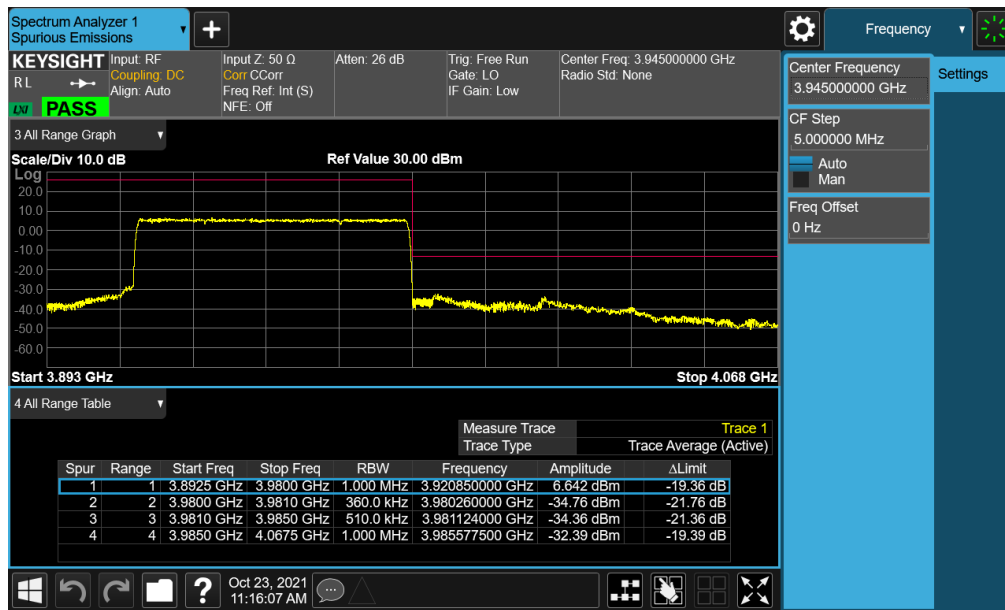 Spectrum Analyzer 1
Spurious Emissions
Frequency
KEYSIGHT
R L
LXI
PASS
Input: RF
Coupling: DC
Align: Auto
Input Z: 50 Ω
Corr CCorr
Freq Ref: Int (S)
NFE: Off
Atten: 26 dB
Trig: Free Run
Gate: LO
IF Gain: Low
Center Freq: 3.945000000 GHz
Radio Std: None
Center Frequency
3.945000000 GHz
Settings
CF Step
5.000000 MHz
Auto
Man
Freq Offset
0 Hz
3 All Range Graph
Scale/Div 10.0 dB
Ref Value 30.00 dBm
Log
20.0
10.0
0.00
-10.0
-20.0
-30.0
-40.0
-50.0
-60.0
Start 3.893 GHz
Stop 4.068 GHz
4 All Range Table
Measure Trace Trace 1
Trace Type Trace Average (Active)
Spur Range Start Freq Stop Freq RBW Frequency Amplitude ΔLimit
1 1 3.8925 GHz 3.9800 GHz 1.000 MHz 3.920850000 GHz 6.642 dBm -19.36 dB
2 2 3.9800 GHz 3.9810 GHz 360.0 kHz 3.980260000 GHz -34.76 dBm -21.76 dB
3 3 3.9810 GHz 3.9850 GHz 510.0 kHz 3.981124000 GHz -34.36 dBm -21.36 dB
4 4 3.9850 GHz 4.0675 GHz 1.000 MHz 3.985577500 GHz -32.39 dBm -19.39 dB
?
Oct 23, 2021
11:16:07 AM